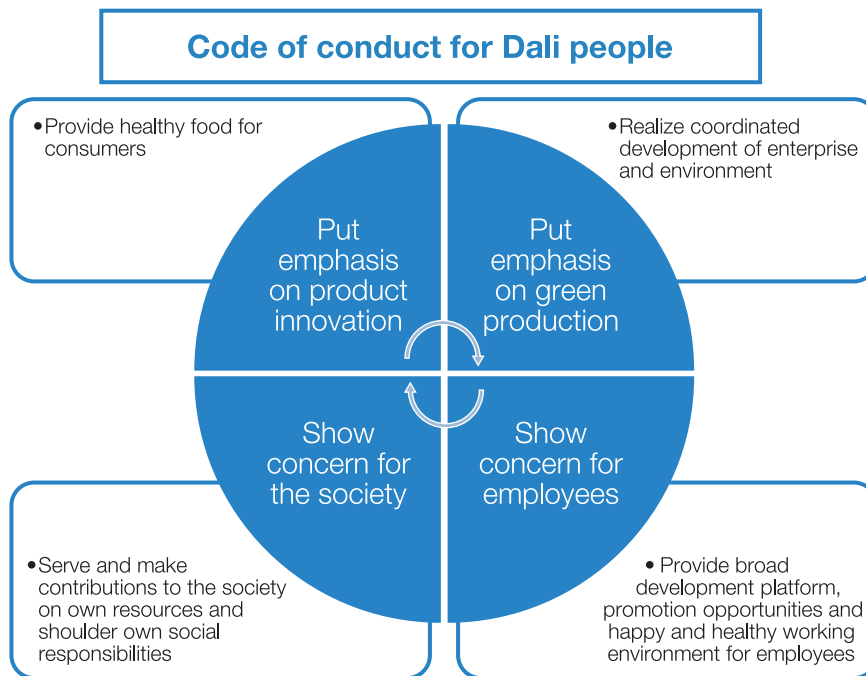 Code of conduct for Dali people
•Provide healthy food for
consumers
•Realize coordinated
development of enterprise
and environment
Put
emphasis
on product
innovation
Put
emphasis
on green
production
Show
concern for
the society
Show
concern for
employees
•Serve and make
contributions to the society
on own resources and
shoulder own social
responsibilities
• Provide broad
development platform,
promotion opportunities and
happy and healthy working
environment for employees